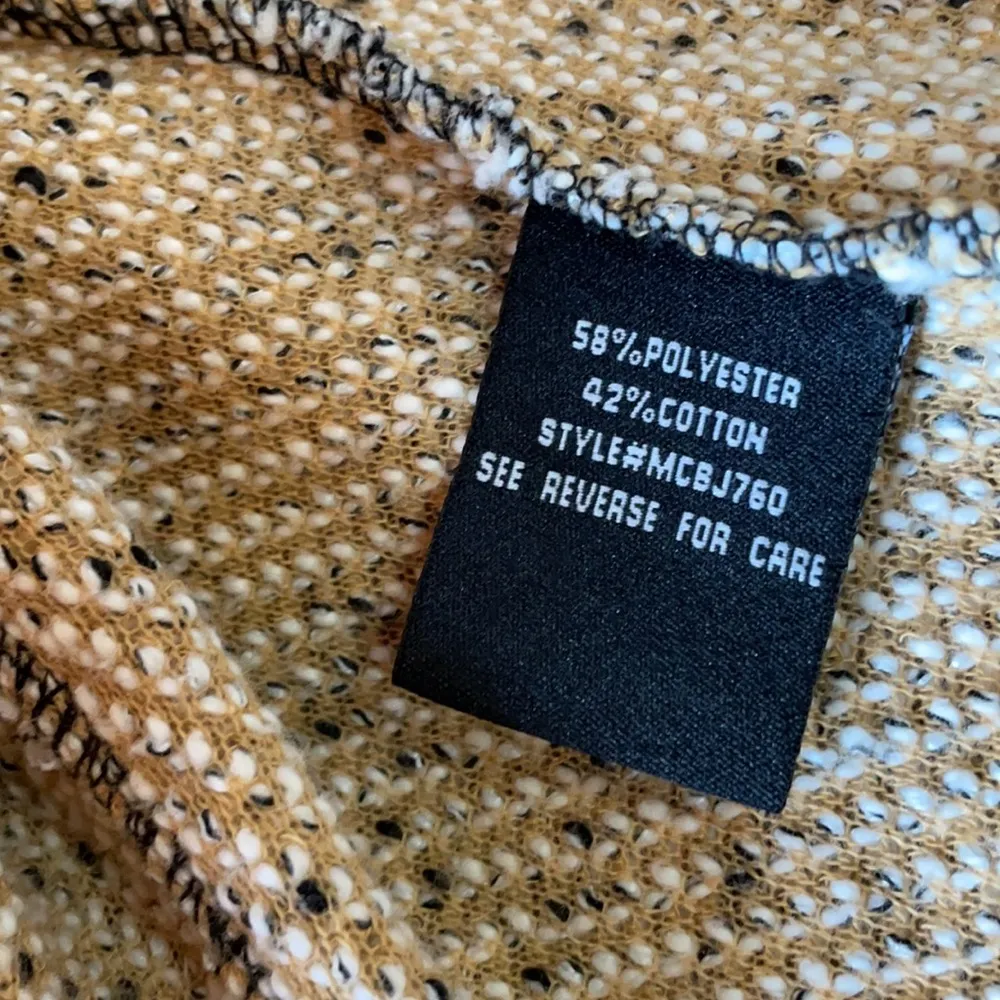 58%POLYESTER
42%COTTON
STYLE#MCBJ760
SEE REVERSE FOR CARE